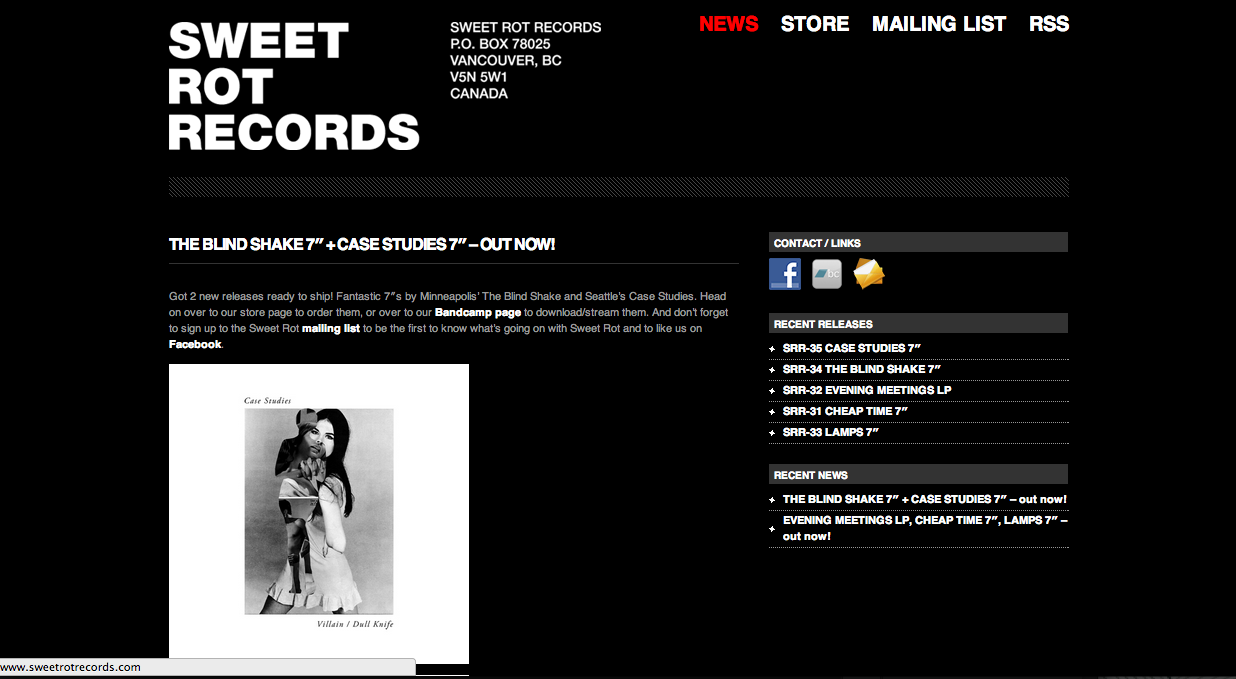 SWEET
ROT
RECORDS
SWEET ROT RECORDS
P.O. BOX 78025
VANCOUVER, BC
V5N 5W1
CANADA
NEWS STORE MAILING LIST RSS
THE BLIND SHAKE 7″ + CASE STUDIES 7″ – OUT NOW!
Got 2 new releases ready to ship! Fantastic 7″s by Minneapolis’ The Blind Shake and Seattle’s Case Studies. Head
on over to our store page to order them, or over to our Bandcamp page to download/stream them. And don’t forget
to sign up to the Sweet Rot mailing list to be the first to know what’s going on with Sweet Rot and to like us on
Facebook.
Case Studies
Villain / Dull Knife
CONTACT / LINKS
f
bc
RECENT RELEASES
SRR-35 CASE STUDIES 7″
SRR-34 THE BLIND SHAKE 7″
SRR-32 EVENING MEETINGS LP
SRR-31 CHEAP TIME 7″
SRR-33 LAMPS 7″
RECENT NEWS
THE BLIND SHAKE 7″ + CASE STUDIES 7″ – out now!
EVENING MEETINGS LP, CHEAP TIME 7″, LAMPS 7″ –
out now!
www.sweetrotrecords.com